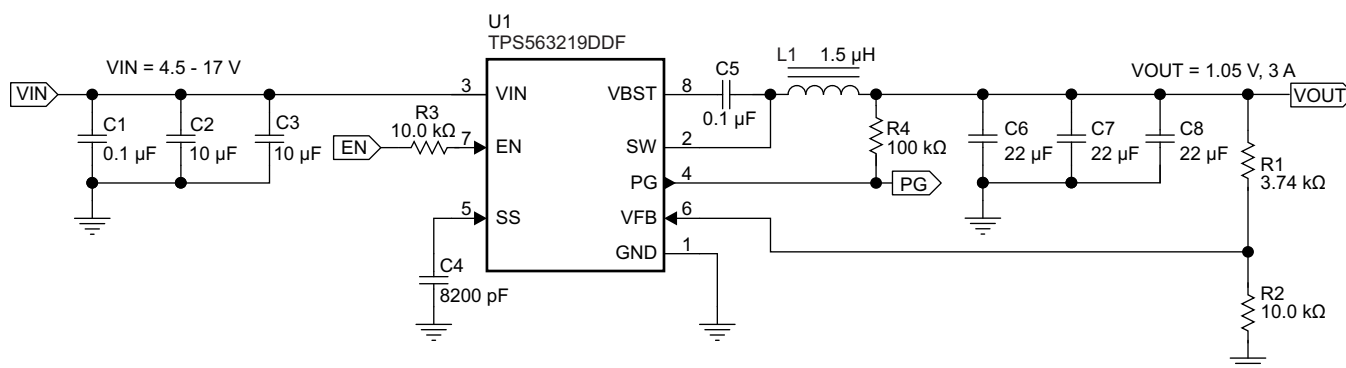 U1
TPS563219DDF
VIN = 4.5 - 17 V
L1 1.5 µH
VOUT = 1.05 V, 3 A
VIN
3 VIN
VBST 8
C5
0.1 µF
VOUT
C1
0.1 µF
C2
10 µF
C3
10 µF
R3
10.0 kΩ
EN
7 EN
SW 2
R4
100 kΩ
C6
22 µF
C7
22 µF
C8
22 µF
R1
3.74 kΩ
PG 4
PG
5 SS
VFB 6
GND 1
C4
8200 pF
R2
10.0 kΩ